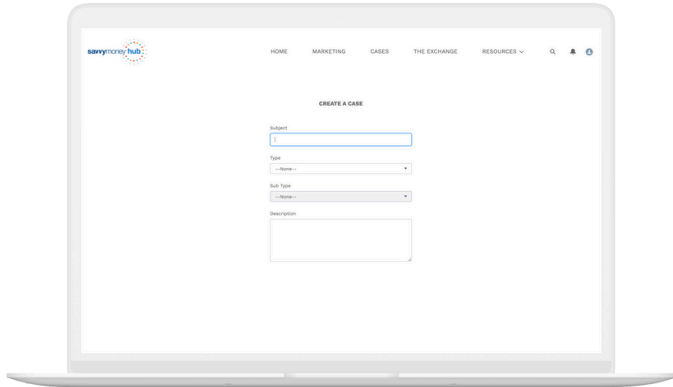 savvymoney hub
HOME MARKETING CASES THE EXCHANGE RESOURCES
CREATE A CASE
Subject
Type
---None---
Sub Type
---None---
Description